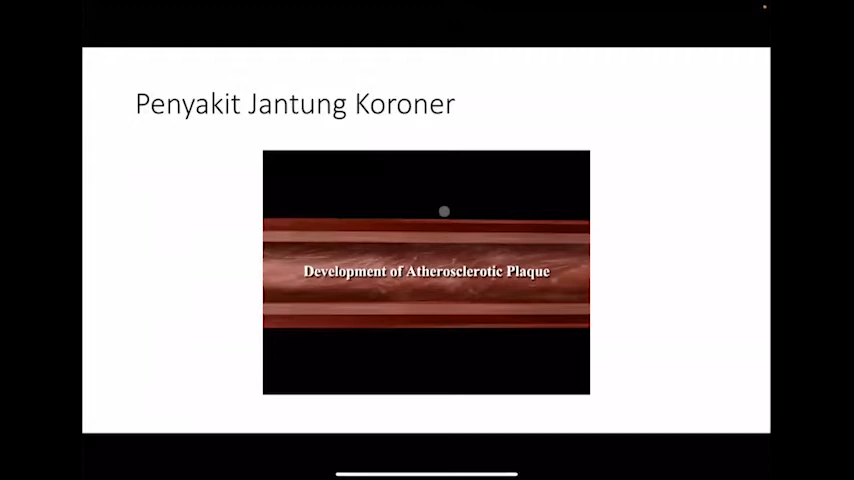 Penyakit Jantung Koroner
Development of Atherosclerotic Plaque